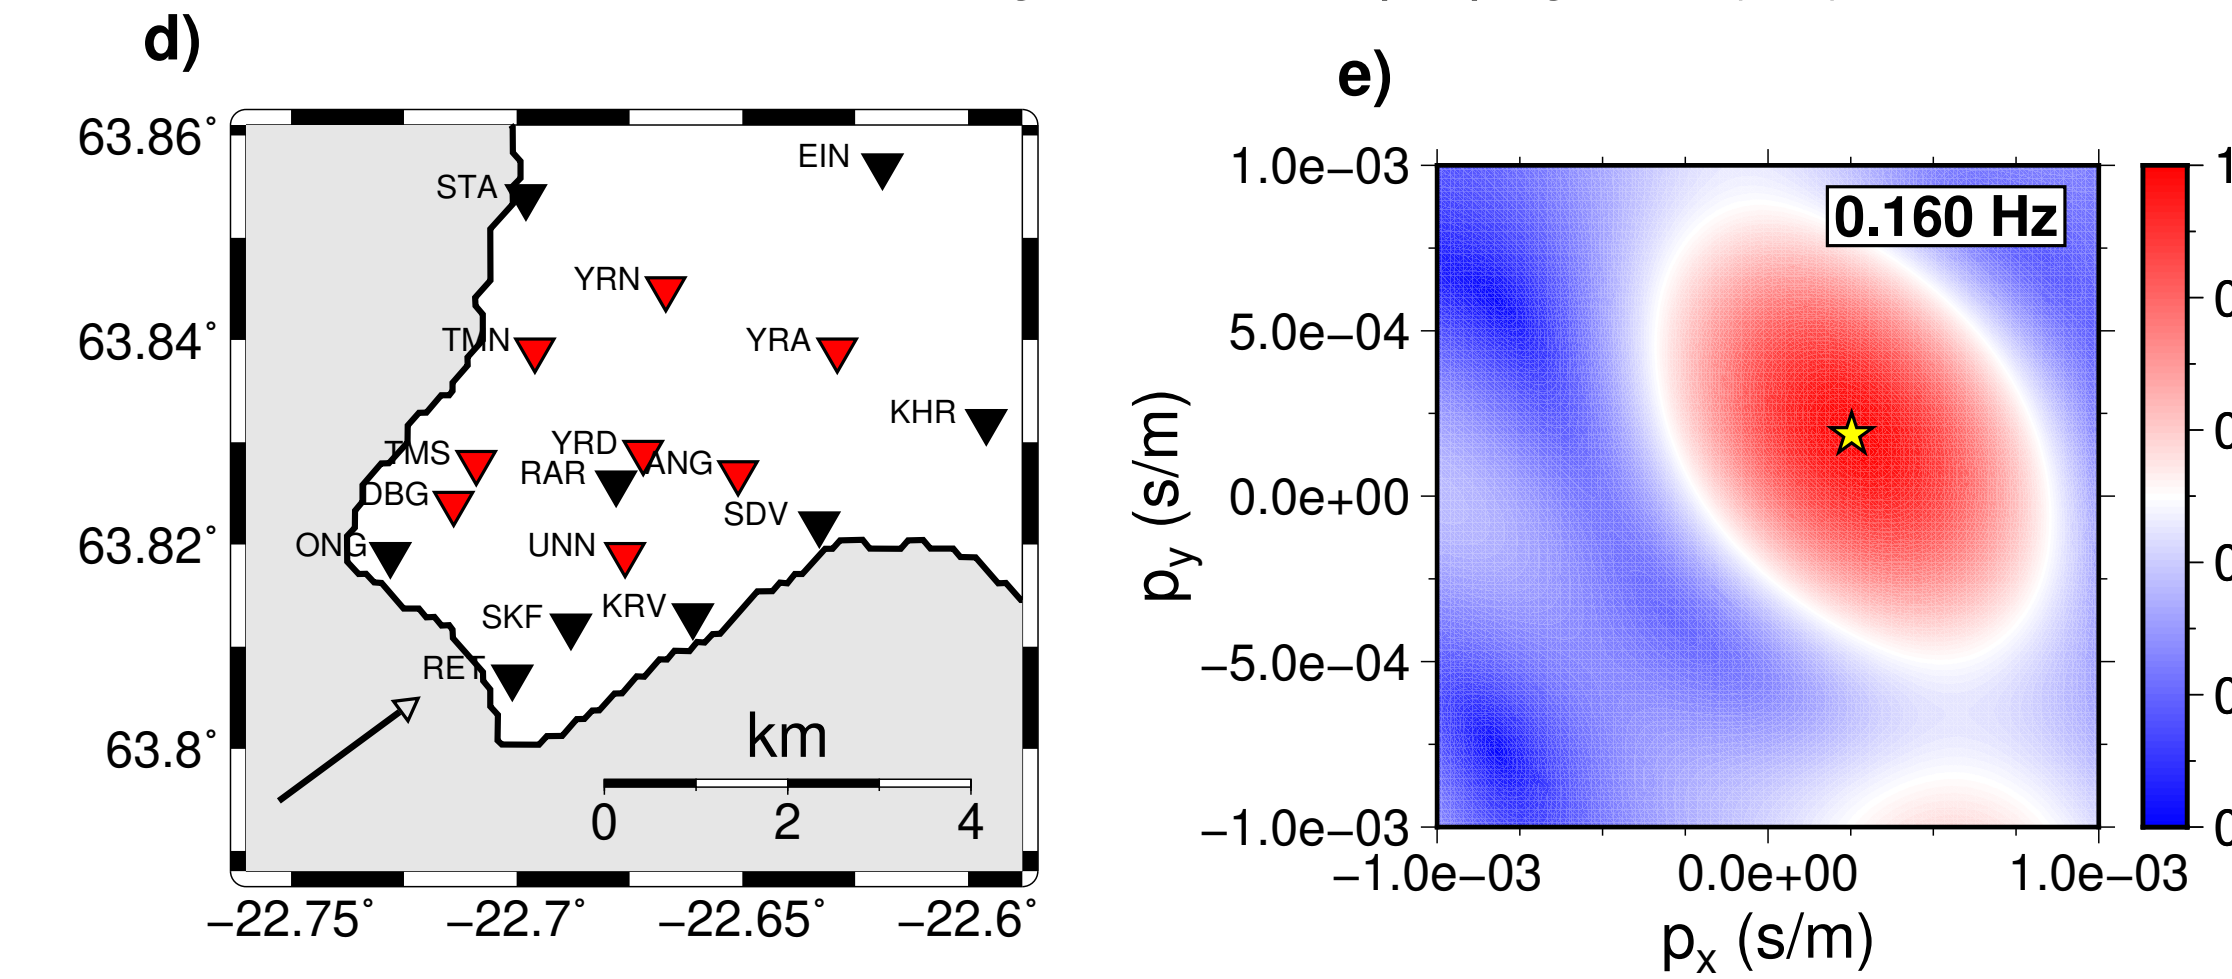 d)
63.86°
63.84°
63.82°
63.8°
−22.75°
−22.7°
−22.65°
−22.6°
EIN
STA
YRN
TMN
YRA
KHR
TMS
YRD
ANG
RAR
DBG
SDV
ONG
UNN
SKF
KRV
RET
km
0
2
4
e)
1.0e−03
5.0e−04
0.0e+00
−5.0e−04
−1.0e−03
p_y (s/m)
0.160 Hz
−1.0e−03
0.0e+00
1.0e−03
p_x (s/m)